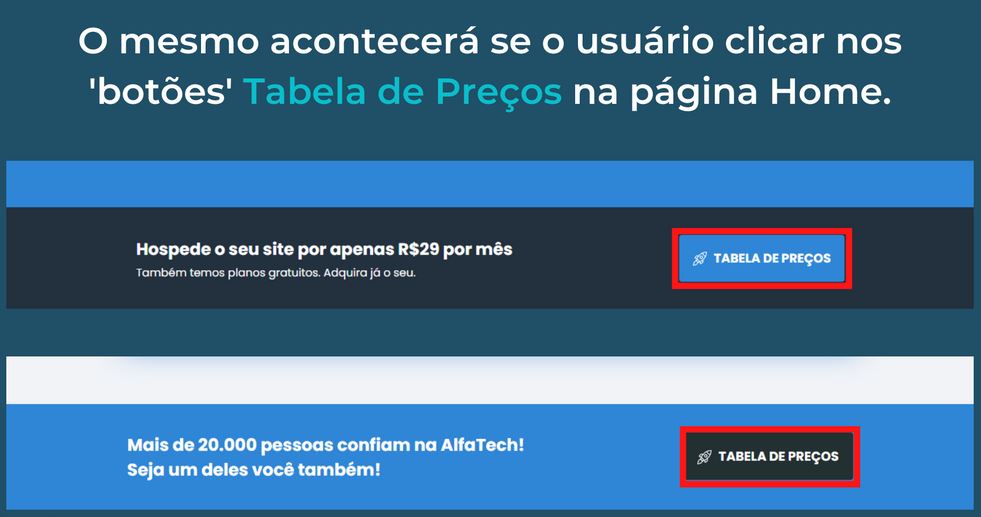 O mesmo acontecerá se o usuário clicar nos
'botões' Tabela de Preços na página Home.
Hospede o seu site por apenas R$29 por mês
Também temos planos gratuitos. Adquira já o seu.
TABELA DE PREÇOS
Mais de 20.000 pessoas confiam na AlfaTech!
Seja um deles você também!
TABELA DE PREÇOS